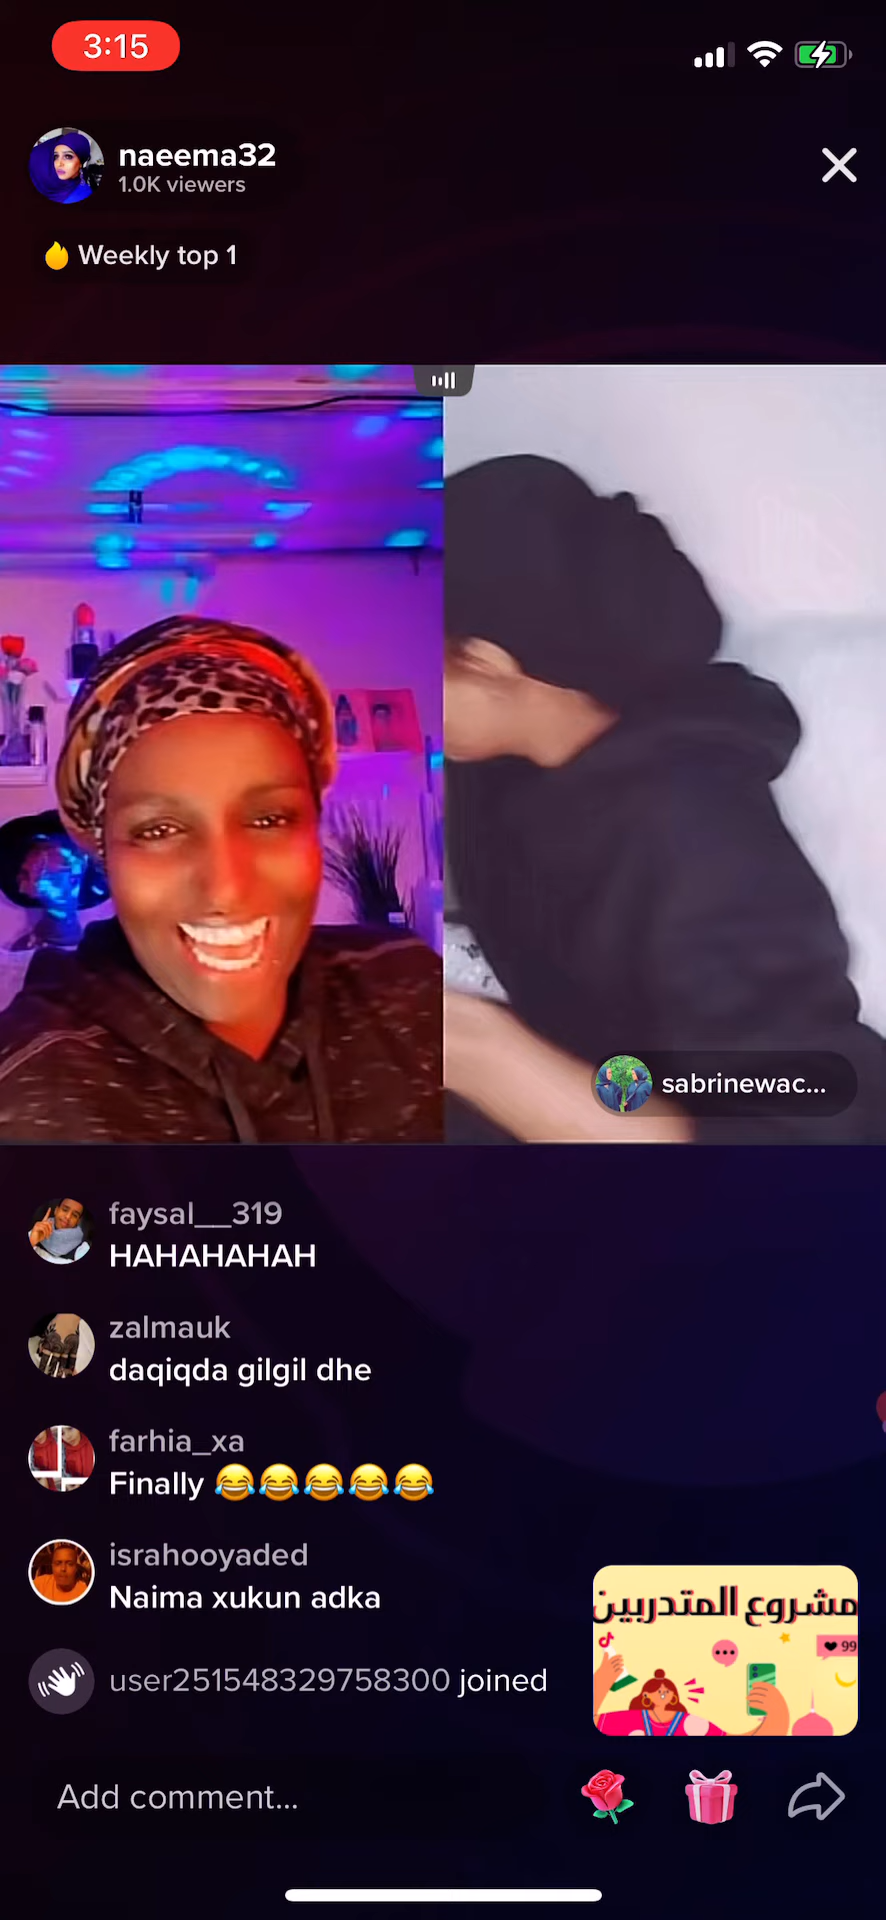 3:15
naeema32
1.0K viewers
Weekly top 1
sabrinewac...
faysal__319
HAHAHAHAH
zalmauk
daqiqda gilgil dhe
farhia_xa
Finally 😂😂😂😂😂
israhooyaded
Naima xukun adka
user251548329758300 joined
مشروع المتدربين
99
Add comment...